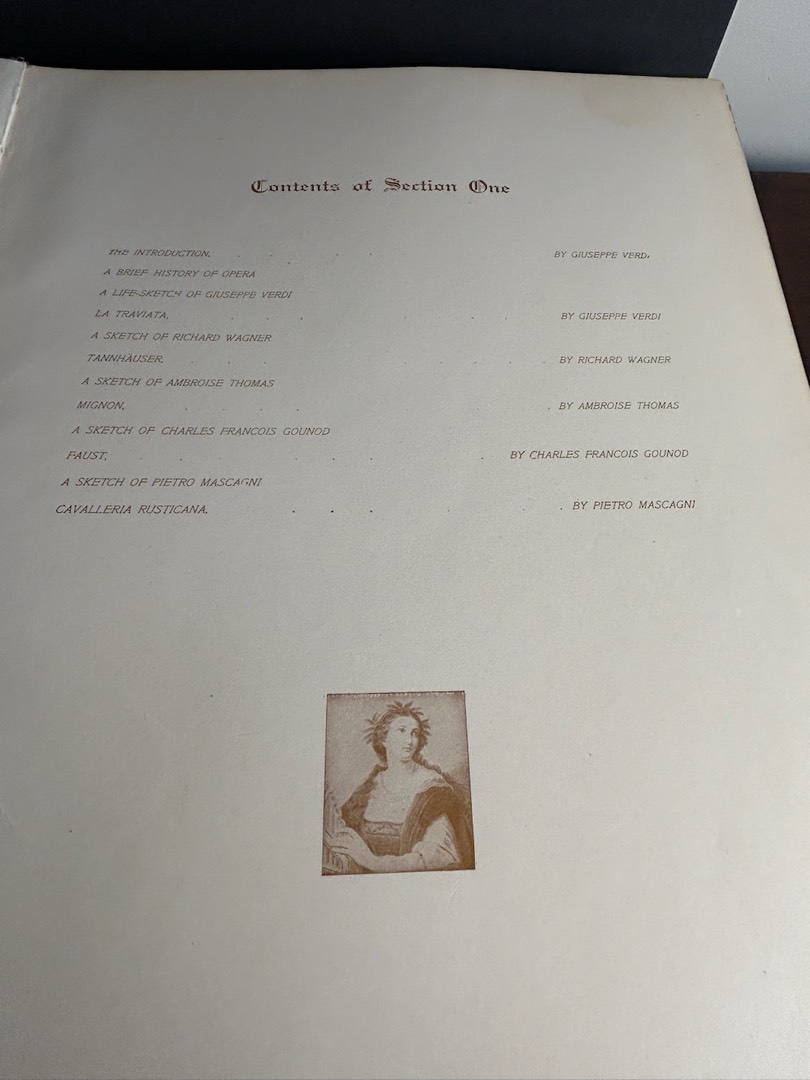 Contents of Section One
THE INTRODUCTION, . . . . BY GIUSEPPE VERDI
A BRIEF HISTORY OF OPERA
A LIFE-SKETCH OF GIUSEPPE VERDI
LA TRAVIATA, . . . . . BY GIUSEPPE VERDI
A SKETCH OF RICHARD WAGNER
TANNHÄUSER, . . . . . . BY RICHARD WAGNER
A SKETCH OF AMBROISE THOMAS
MIGNON, . . . . . BY AMBROISE THOMAS
A SKETCH OF CHARLES FRANCOIS GOUNOD
FAUST, . . . . . . BY CHARLES FRANCOIS GOUNOD
A SKETCH OF PIETRO MASCAGNI
CAVALLERIA RUSTICANA, . . . . . . BY PIETRO MASCAGNI